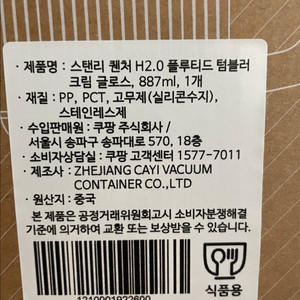 · 제품명 : 스탠리 퀜처 H2.0 플루티드 텀블러
크림 글로스, 887ml, 1개
· 재질 : PP, PCT, 고무제(실리콘수지),
스테인레스제
· 수입판매원 : 쿠팡 주식회사 /
서울시 송파구 송파대로 570, 18층
· 소비자상담실 : 쿠팡 고객센터 1577-7011
· 제조사 : ZHEJIANG CAYI VACUUM
CONTAINER CO.,LTD
· 원산지 : 중국
본 제품은 공정거래위원회고시 소비자분쟁해결
기준에 의거하여 교환 또는 보상받을 수 있습니다.
식품용
1210001922600